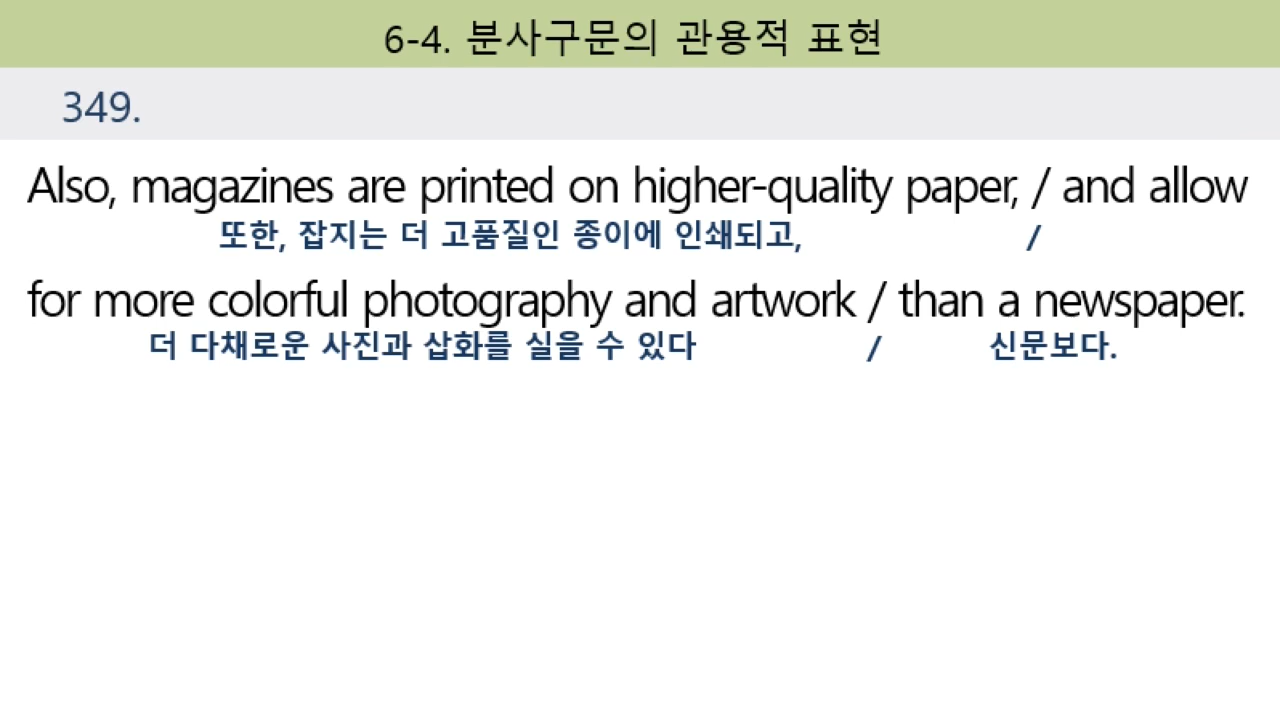 6-4. 분사구문의 관용적 표현
349.
Also, magazines are printed on higher-quality paper, / and allow
또한, 잡지는 더 고품질인 종이에 인쇄되고, /
for more colorful photography and artwork / than a newspaper.
더 다채로운 사진과 삽화를 실을 수 있다 / 신문보다.